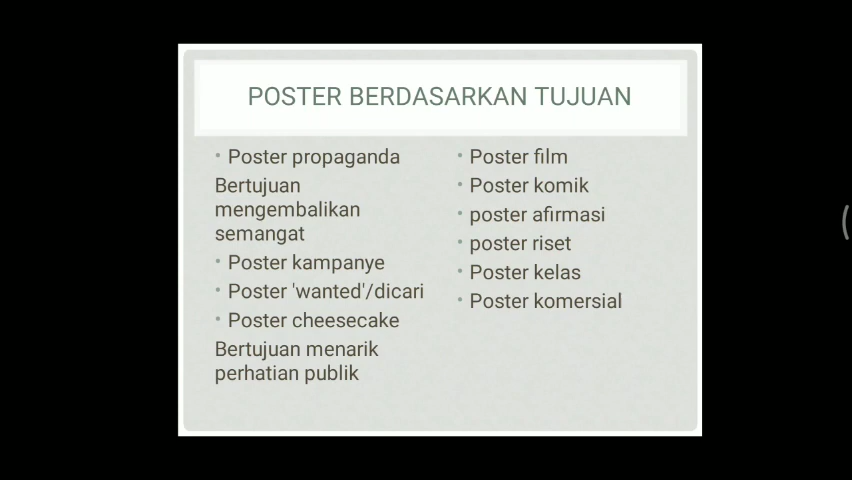 POSTER BERDASARKAN TUJUAN
• Poster propaganda
Bertujuan
mengembalikan
semangat
• Poster kampanye
• Poster 'wanted'/dicari
• Poster cheesecake
Bertujuan menarik
perhatian publik
• Poster film
• Poster komik
• poster afirmasi
• poster riset
• Poster kelas
• Poster komersial